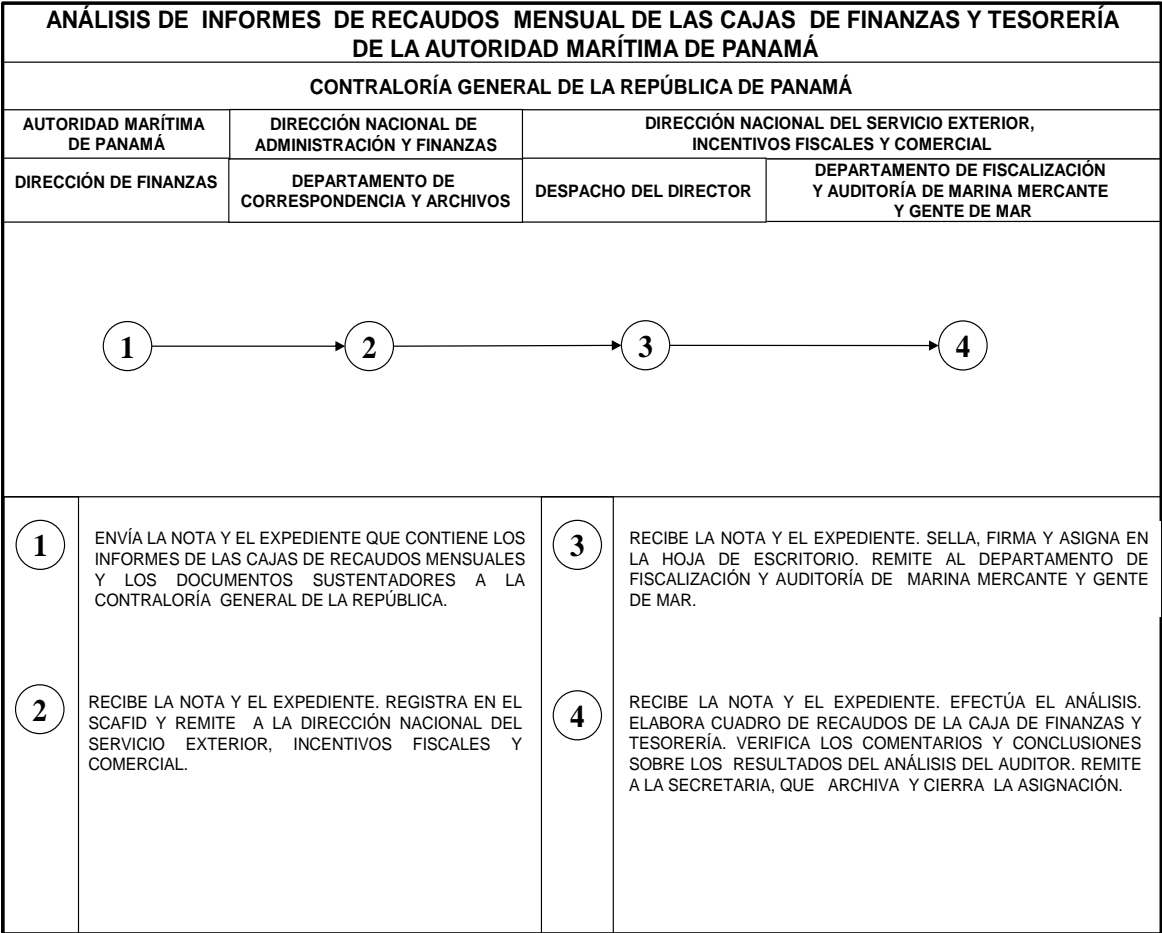 ANÁLISIS DE INFORMES DE RECAUDOS MENSUAL DE LAS CAJAS DE FINANZAS Y TESORERÍA
DE LA AUTORIDAD MARÍTIMA DE PANAMÁ
CONTRALORÍA GENERAL DE LA REPÚBLICA DE PANAMÁ
AUTORIDAD MARÍTIMA
DE PANAMÁ
DIRECCIÓN NACIONAL DE
ADMINISTRACIÓN Y FINANZAS
DIRECCIÓN NACIONAL DEL SERVICIO EXTERIOR,
INCENTIVOS FISCALES Y COMERCIAL
DIRECCIÓN DE FINANZAS
DEPARTAMENTO DE
CORRESPONDENCIA Y ARCHIVOS
DESPACHO DEL DIRECTOR
DEPARTAMENTO DE FISCALIZACIÓN
Y AUDITORÍA DE MARINA MERCANTE
Y GENTE DE MAR
1
2
3
4
1
ENVÍA LA NOTA Y EL EXPEDIENTE QUE CONTIENE LOS
INFORMES DE LAS CAJAS DE RECAUDOS MENSUALES
Y LOS DOCUMENTOS SUSTENTADORES A LA
CONTRALORÍA GENERAL DE LA REPÚBLICA.
2
RECIBE LA NOTA Y EL EXPEDIENTE. REGISTRA EN EL
SCAFID Y REMITE A LA DIRECCIÓN NACIONAL DEL
SERVICIO EXTERIOR, INCENTIVOS FISCALES Y
COMERCIAL.
3
RECIBE LA NOTA Y EL EXPEDIENTE. SELLA, FIRMA Y ASIGNA EN
LA HOJA DE ESCRITORIO. REMITE AL DEPARTAMENTO DE
FISCALIZACIÓN Y AUDITORÍA DE MARINA MERCANTE Y GENTE
DE MAR.
4
RECIBE LA NOTA Y EL EXPEDIENTE. EFECTÚA EL ANÁLISIS.
ELABORA CUADRO DE RECAUDOS DE LA CAJA DE FINANZAS Y
TESORERÍA. VERIFICA LOS COMENTARIOS Y CONCLUSIONES
SOBRE LOS RESULTADOS DEL ANÁLISIS DEL AUDITOR. REMITE
A LA SECRETARIA, QUE ARCHIVA Y CIERRA LA ASIGNACIÓN.